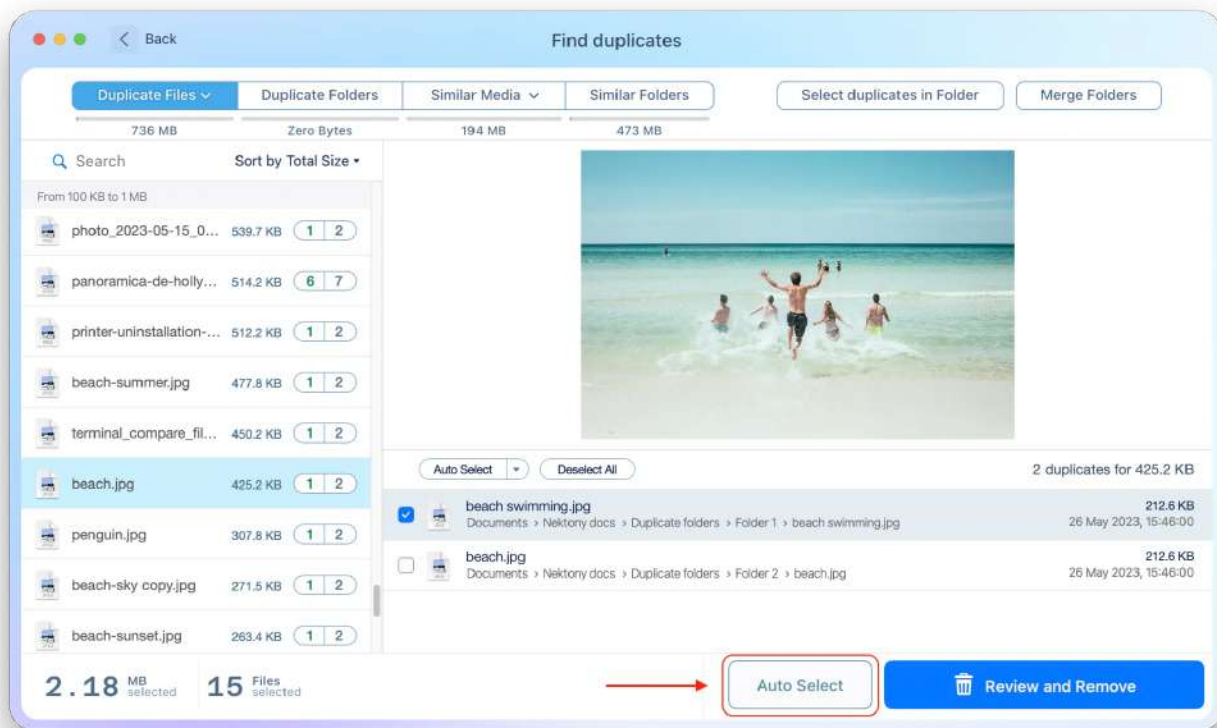 Back
Find duplicates
Duplicate Files
Duplicate Folders
Similar Media
Similar Folders
Select duplicates in Folder
Merge Folders
736 MB
Zero Bytes
194 MB
473 MB
Search
Sort by Total Size
From 100 KB to 1 MB
photo_2023-05-15_0... 539.7 KB 1 2
panoramica-de-holly... 514.2 KB 6 7
printer-uninstallation-... 512.2 KB 1 2
beach-summer.jpg 477.8 KB 1 2
terminal_compare_fil... 450.2 KB 1 2
beach.jpg 425.2 KB 1 2
penguin.jpg 307.8 KB 1 2
beach-sky copy.jpg 271.5 KB 1 2
beach-sunset.jpg 263.4 KB 1 2
Auto Select
Deselect All
2 duplicates for 425.2 KB
beach swimming.jpg 212.6 KB
Documents › Nektony docs › Duplicate folders › Folder 1 › beach swimming.jpg 26 May 2023, 15:46:00
beach.jpg 212.6 KB
Documents › Nektony docs › Duplicate folders › Folder 2 › beach.jpg 26 May 2023, 15:46:00
2.18 MB selected
15 Files selected
Auto Select
Review and Remove